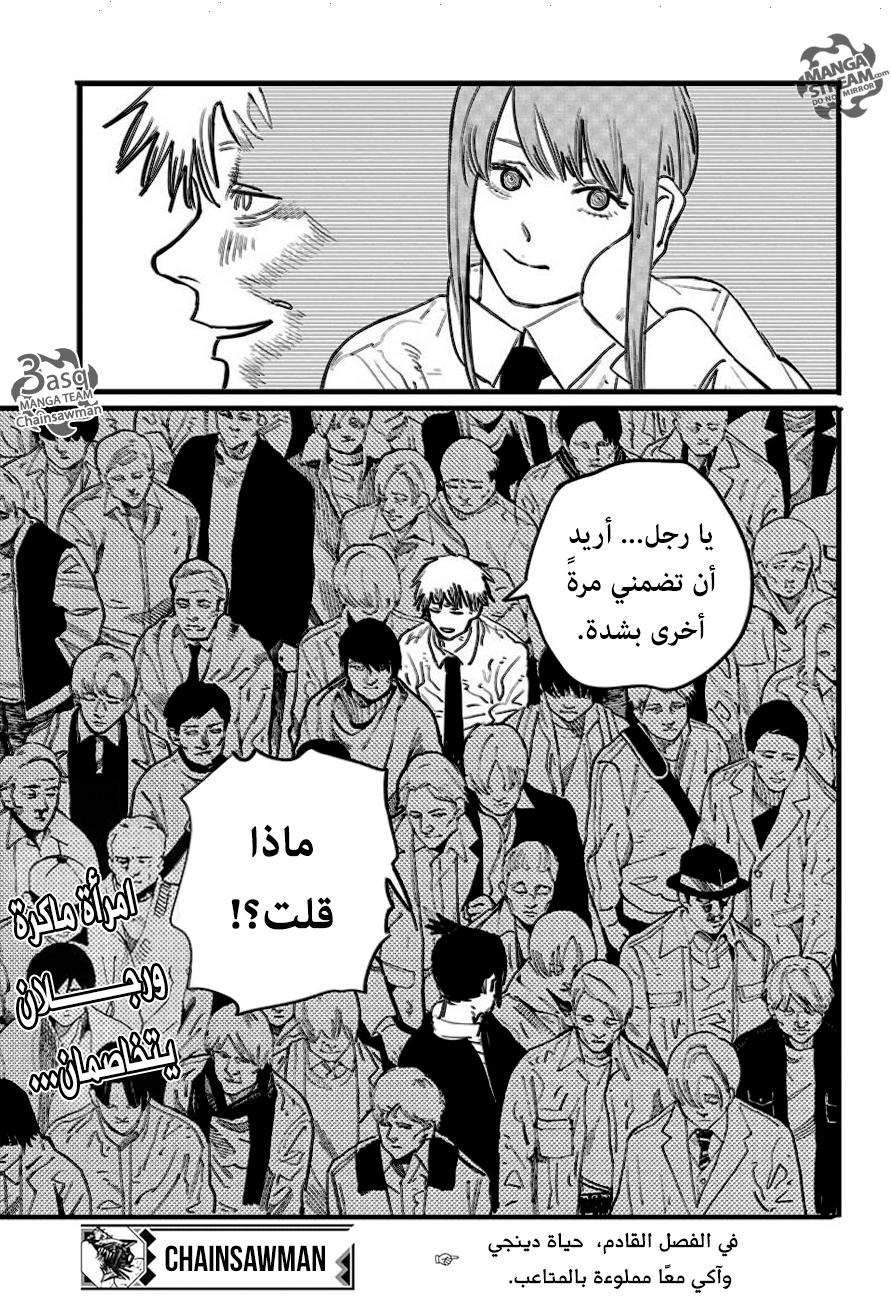 MANGA
STREAM.com
DO NOT MIRROR
3asq
MANGA TEAM
Chainsawman
يا رجل... أريد
أن تضمني مرةً
أخرى بشدة.
ماذا
قلت؟!
امرأة ماكرة
ورجـــــلان
يتخاصمان...
في الفصل القادم، حياة دينجي
وآكي معًا مملوءة بالمتاعب.
CHAINSAWMAN